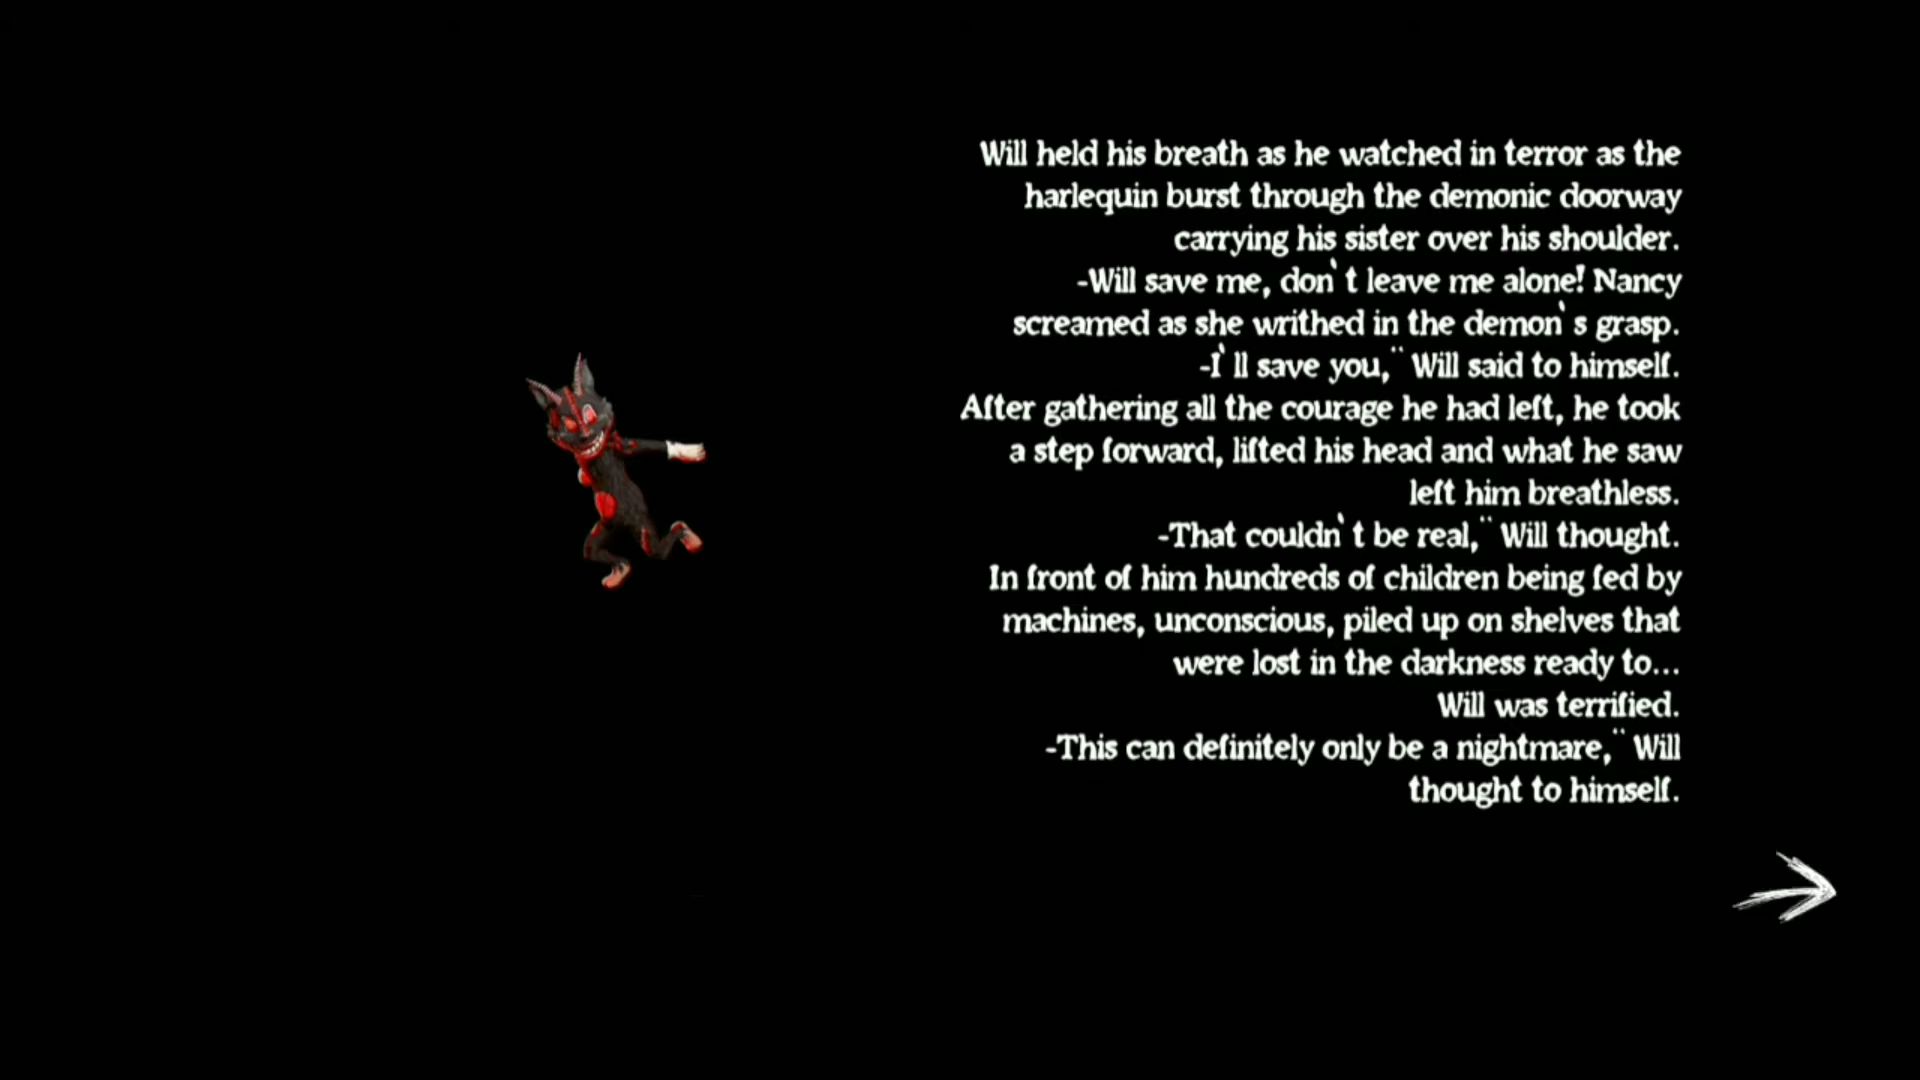 Will held his breath as he watched in terror as the
harlequin burst through the demonic doorway
carrying his sister over his shoulder.
-Will save me, don`t leave me alone! Nancy
screamed as she writhed in the demon`s grasp.
-I`ll save you,¨ Will said to himself.
After gathering all the courage he had left, he took
a step forward, lifted his head and what he saw
left him breathless.
-That couldn`t be real,¨ Will thought.
In front of him hundreds of children being fed by
machines, unconscious, piled up on shelves that
were lost in the darkness ready to...
Will was terrified.
-This can definitely only be a nightmare,¨ Will
thought to himself.